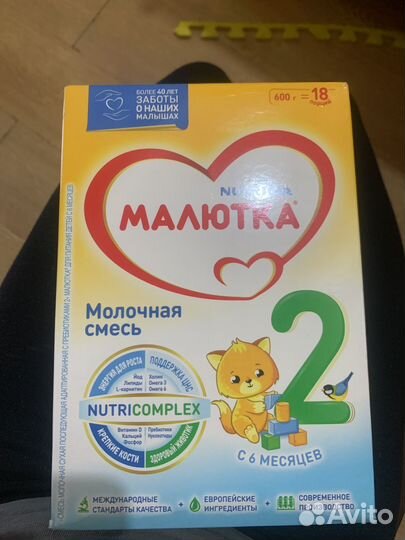 БОЛЕЕ 40 ЛЕТ
ЗАБОТЫ
О НАШИХ
МАЛЫШАХ
600 г = 18
порций
МАЛЮТКА®
Молочная
смесь
ЭНЕРГИЯ ДЛЯ РОСТА
ПОДДЕРЖКА ЦНС
Йод
Липиды
L-карнитин
Холин
Омега 3
Омега 6
NUTRICOMPLEX
Витамин D
Кальций
Фосфор
Пребиотики
Нуклеотиды
КРЕПКИЕ КОСТИ
ЗДОРОВЫЙ ЖИВОТИК
2
С 6 МЕСЯЦЕВ
МЕЖДУНАРОДНЫЕ
СТАНДАРТЫ КАЧЕСТВА
+
ЕВРОПЕЙСКИЕ
ИНГРЕДИЕНТЫ
+
СОВРЕМЕННОЕ
ПРОИЗВОДСТВО
Avito